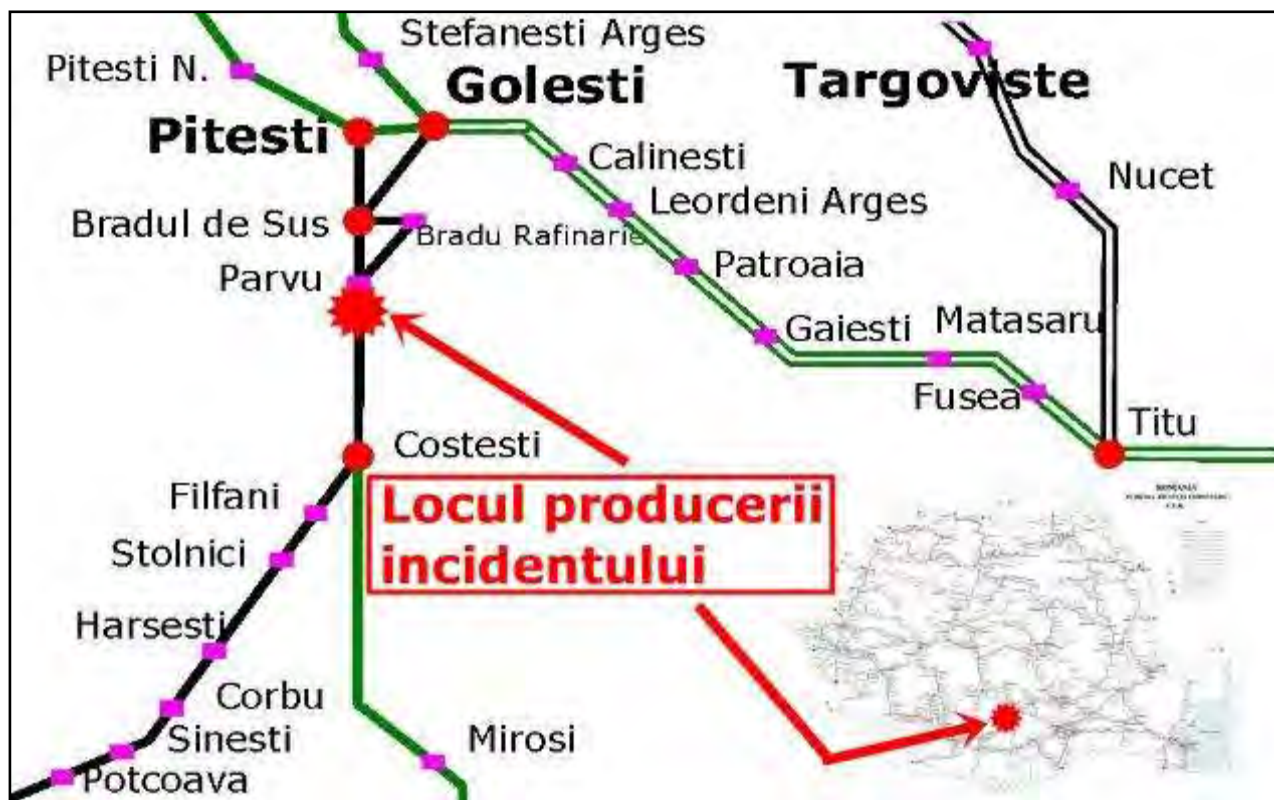 Stefanesti Arges
Pitesti N.
Golesti
Targoviste
Pitesti
Calinesti
Nucet
Leordeni Arges
Bradul de Sus
Bradu Rafinarie
Parvu
Patroaia
Gaiesti
Matasaru
Fusea
Titu
Costesti
Filfani
Locul producerii
incidentului
Stolnici
Harsesti
Corbu
Sinesti
Mirosi
Potcoava
ROMANIA